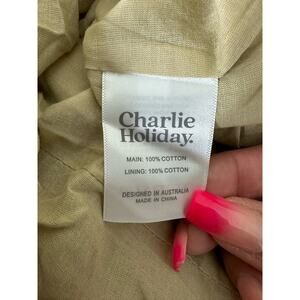 Charlie
Holiday.
MAIN: 100% COTTON
LINING: 100% COTTON
DESIGNED IN AUSTRALIA
MADE IN CHINA